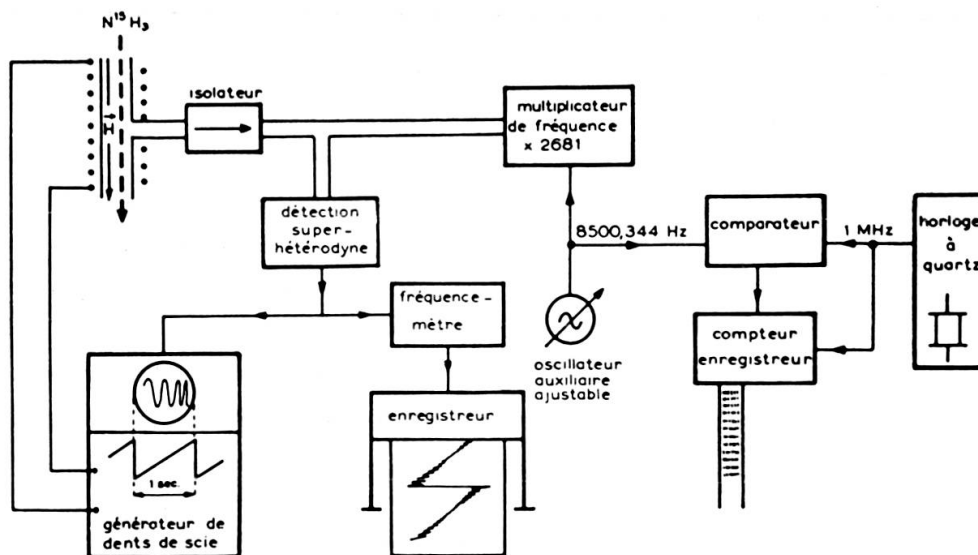 N¹⁵H₃
H
isolateur
multiplicateur
de fréquence
x 2681
détection
super-
hétérodyne
8500,344 Hz
comparateur
1 MHz
horloge
à
quartz
fréquence-
mètre
oscillateur
auxiliaire
ajustable
compteur
enregistreur
enregistreur
1 sec.
générateur de
dents de scie